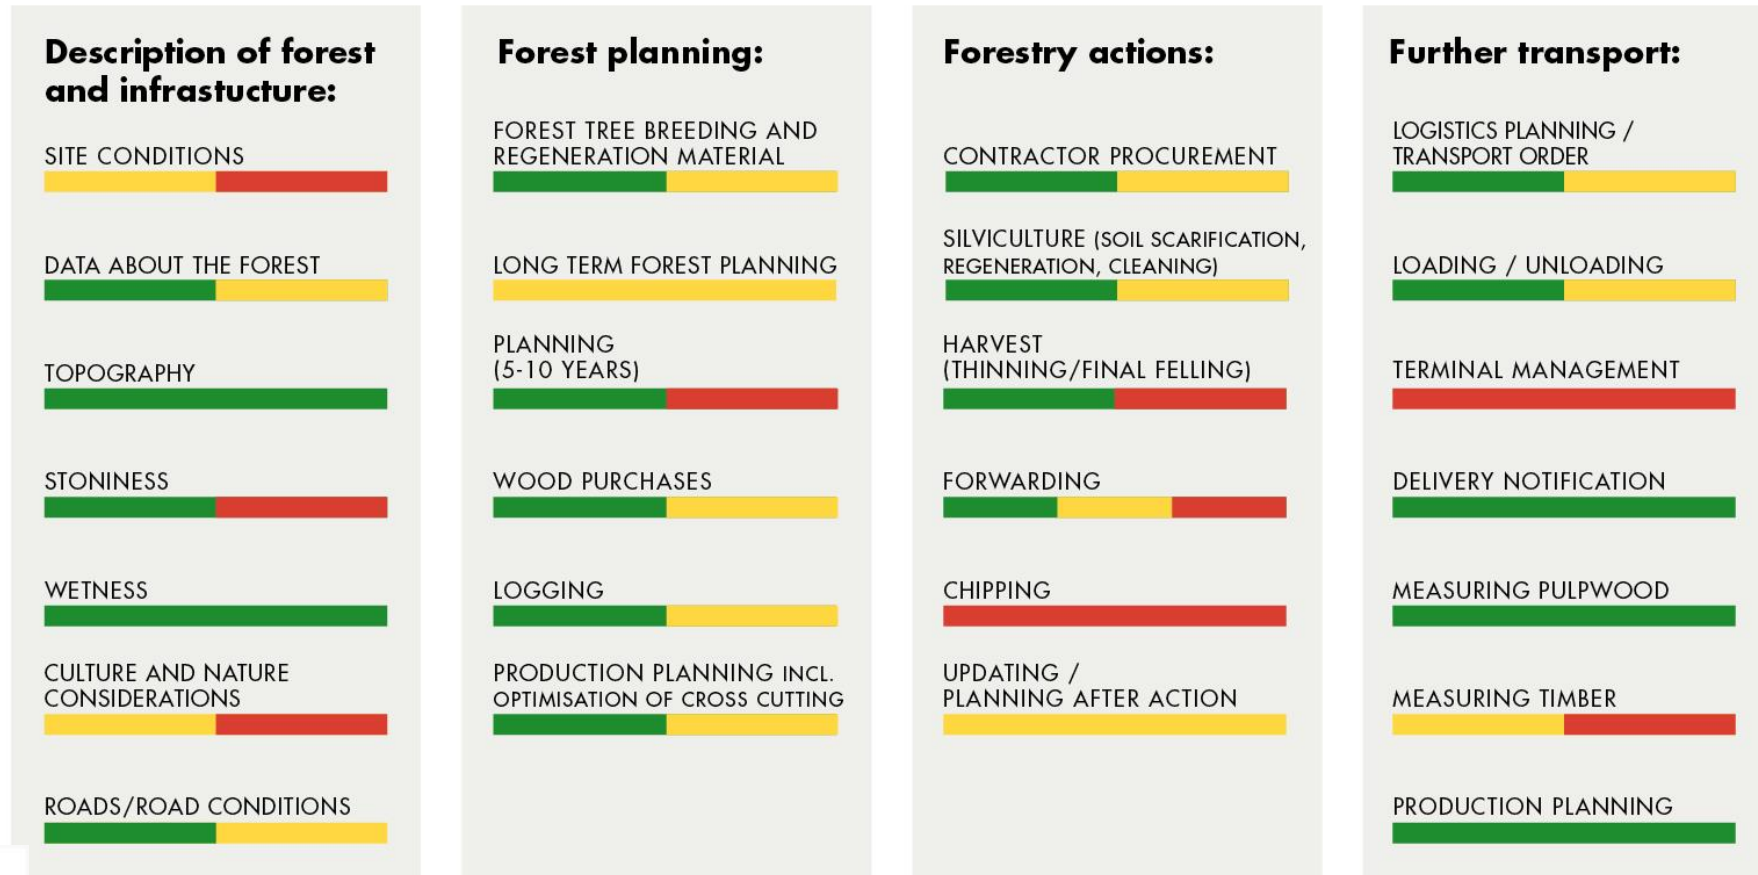 Description of forest
and infrastucture:
SITE CONDITIONS
DATA ABOUT THE FOREST
TOPOGRAPHY
STONINESS
WETNESS
CULTURE AND NATURE
CONSIDERATIONS
ROADS/ROAD CONDITIONS
Forest planning:
FOREST TREE BREEDING AND
REGENERATION MATERIAL
LONG TERM FOREST PLANNING
PLANNING
(5-10 YEARS)
WOOD PURCHASES
LOGGING
PRODUCTION PLANNING INCL.
OPTIMISATION OF CROSS CUTTING
Forestry actions:
CONTRACTOR PROCUREMENT
SILVICULTURE (SOIL SCARIFICATION,
REGENERATION, CLEANING)
HARVEST
(THINNING/FINAL FELLING)
FORWARDING
CHIPPING
UPDATING /
PLANNING AFTER ACTION
Further transport:
LOGISTICS PLANNING /
TRANSPORT ORDER
LOADING / UNLOADING
TERMINAL MANAGEMENT
DELIVERY NOTIFICATION
MEASURING PULPWOOD
MEASURING TIMBER
PRODUCTION PLANNING